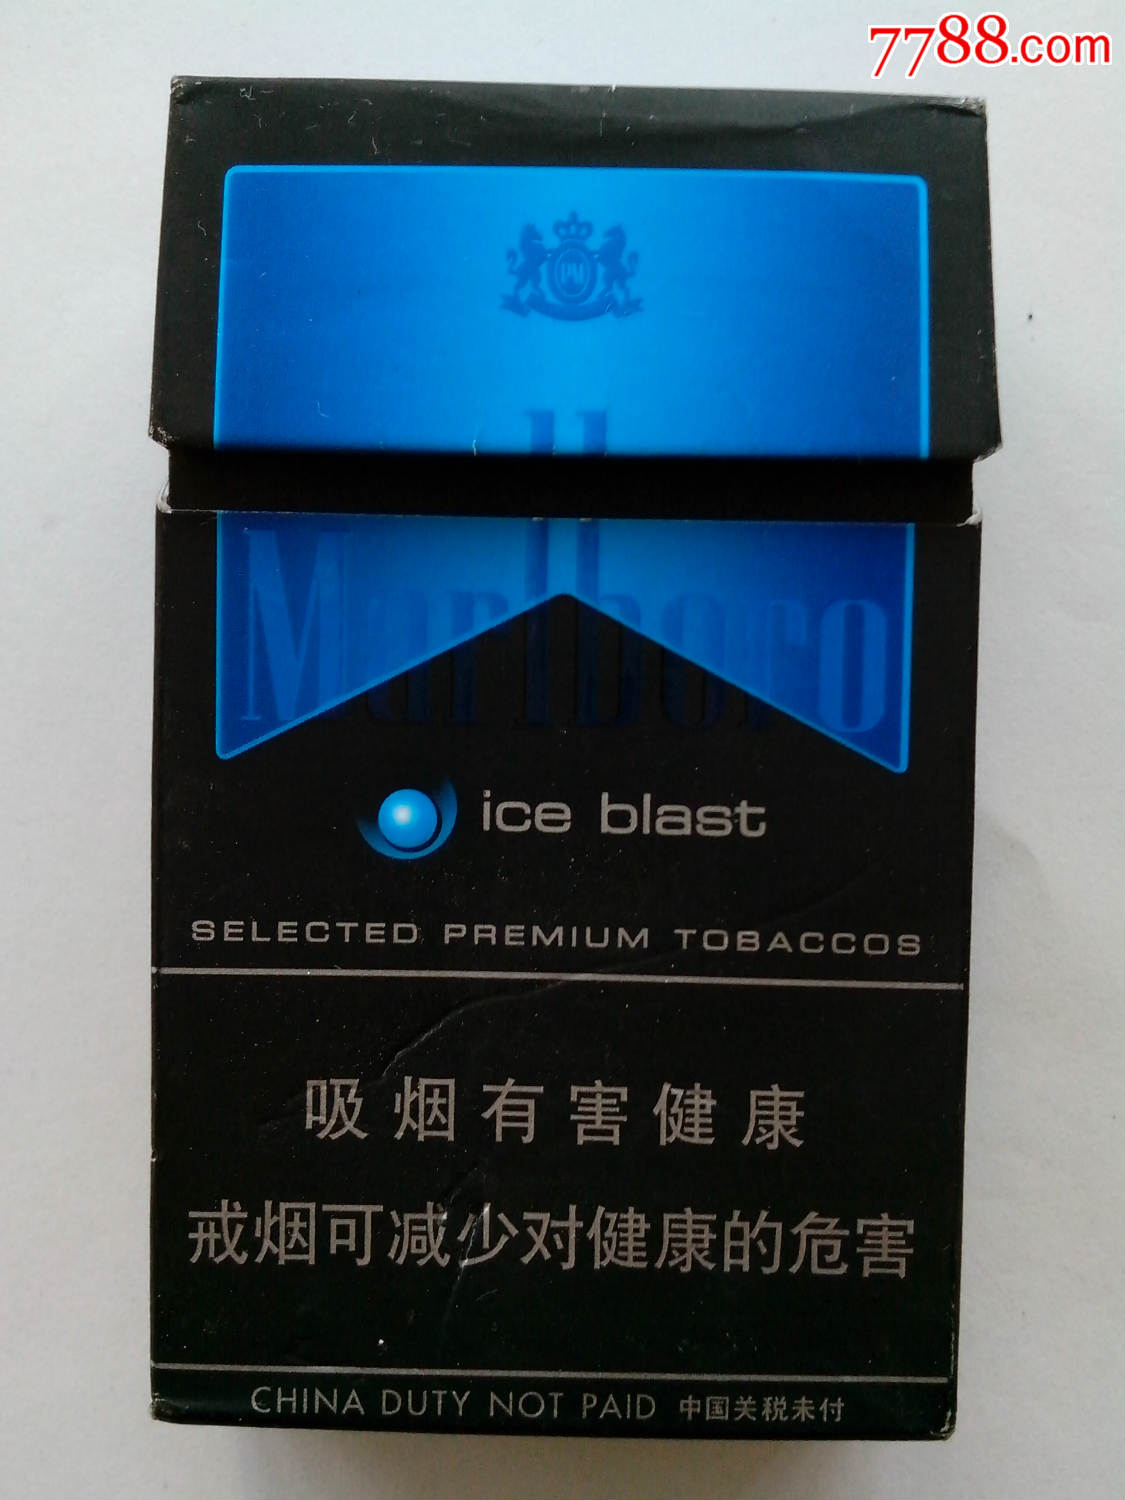 7788.com
PM
Marlboro
ice blast
SELECTED PREMIUM TOBACCOS
吸烟有害健康
戒烟可减少对健康的危害
CHINA DUTY NOT PAID 中国关税未付